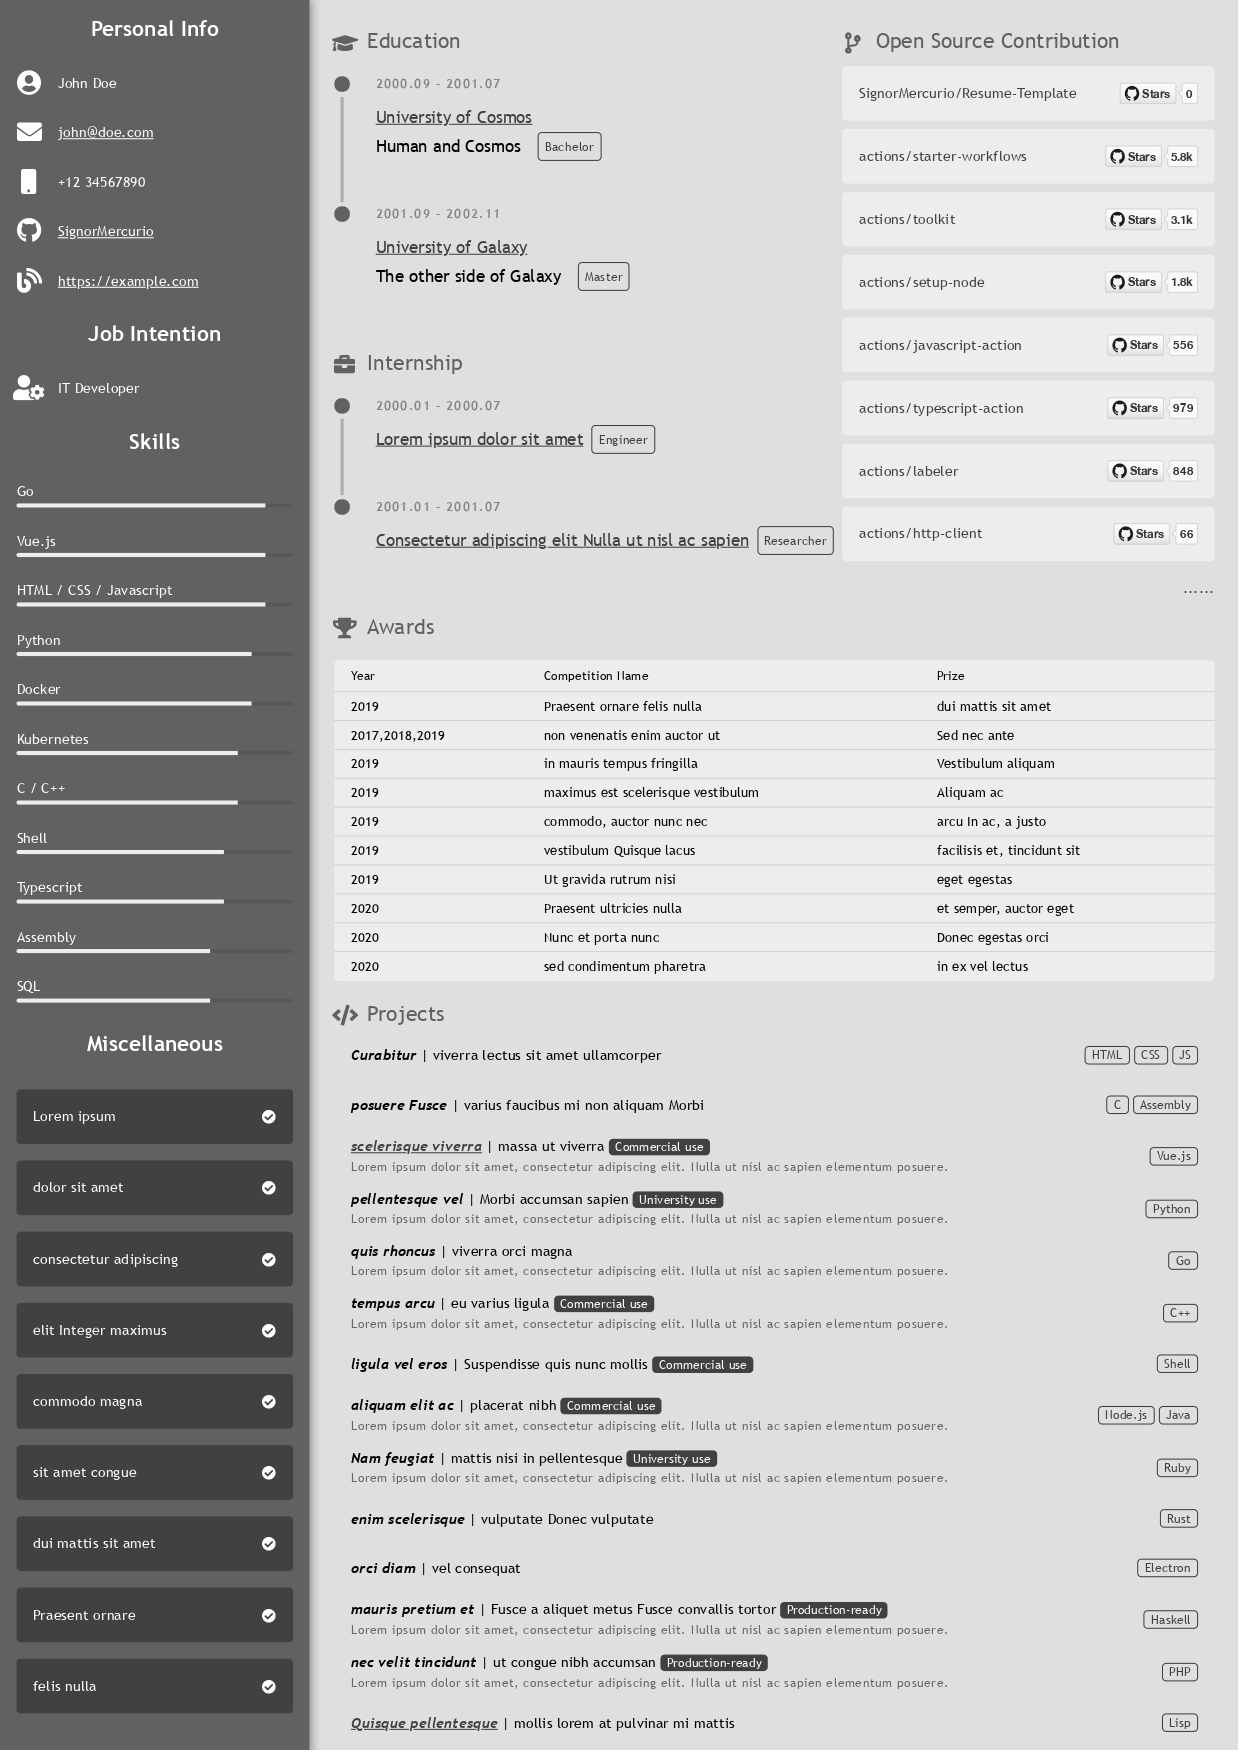 Personal Info
John Doe
john@doe.com
+12 34567890
SignorMercurio
https://example.com
Job Intention
IT Developer
Skills
Go
Vue.js
HTML / CSS / Javascript
Python
Docker
Kubernetes
C / C++
Shell
Typescript
Assembly
SQL
Miscellaneous
Lorem ipsum
dolor sit amet
consectetur adipiscing
elit Integer maximus
commodo magna
sit amet congue
dui mattis sit amet
Praesent ornare
felis nulla
Education
2000.09 - 2001.07
University of Cosmos
Human and Cosmos Bachelor
2001.09 - 2002.11
University of Galaxy
The other side of Galaxy Master
Internship
2000.01 - 2000.07
Lorem ipsum dolor sit amet Engineer
2001.01 - 2001.07
Consectetur adipiscing elit Nulla ut nisl ac sapien Researcher
Open Source Contribution
SignorMercurio/Resume-Template Stars 0
actions/starter-workflows Stars 5.8k
actions/toolkit Stars 3.1k
actions/setup-node Stars 1.8k
actions/javascript-action Stars 556
actions/typescript-action Stars 979
actions/labeler Stars 848
actions/http-client Stars 66
......
Awards
Year Competition Name Prize
2019 Praesent ornare felis nulla dui mattis sit amet
2017,2018,2019 non venenatis enim auctor ut Sed nec ante
2019 in mauris tempus fringilla Vestibulum aliquam
2019 maximus est scelerisque vestibulum Aliquam ac
2019 commodo, auctor nunc nec arcu In ac, a justo
2019 vestibulum Quisque lacus facilisis et, tincidunt sit
2019 Ut gravida rutrum nisi eget egestas
2020 Praesent ultricies nulla et semper, auctor eget
2020 Nunc et porta nunc Donec egestas orci
2020 sed condimentum pharetra in ex vel lectus
Projects
Curabitur | viverra lectus sit amet ullamcorper HTML CSS JS
posuere Fusce | varius faucibus mi non aliquam Morbi C Assembly
scelerisque viverra | massa ut viverra Commercial use Vue.js
Lorem ipsum dolor sit amet, consectetur adipiscing elit. Nulla ut nisl ac sapien elementum posuere.
pellentesque vel | Morbi accumsan sapien University use Python
Lorem ipsum dolor sit amet, consectetur adipiscing elit. Nulla ut nisl ac sapien elementum posuere.
quis rhoncus | viverra orci magna Go
Lorem ipsum dolor sit amet, consectetur adipiscing elit. Nulla ut nisl ac sapien elementum posuere.
tempus arcu | eu varius ligula Commercial use C++
Lorem ipsum dolor sit amet, consectetur adipiscing elit. Nulla ut nisl ac sapien elementum posuere.
ligula vel eros | Suspendisse quis nunc mollis Commercial use Shell
aliquam elit ac | placerat nibh Commercial use Node.js Java
Lorem ipsum dolor sit amet, consectetur adipiscing elit. Nulla ut nisl ac sapien elementum posuere.
Nam feugiat | mattis nisi in pellentesque University use Ruby
Lorem ipsum dolor sit amet, consectetur adipiscing elit. Nulla ut nisl ac sapien elementum posuere.
enim scelerisque | vulputate Donec vulputate Rust
orci diam | vel consequat Electron
mauris pretium et | Fusce a aliquet metus Fusce convallis tortor Production-ready Haskell
Lorem ipsum dolor sit amet, consectetur adipiscing elit. Nulla ut nisl ac sapien elementum posuere.
nec velit tincidunt | ut congue nibh accumsan Production-ready PHP
Lorem ipsum dolor sit amet, consectetur adipiscing elit. Nulla ut nisl ac sapien elementum posuere.
Quisque pellentesque | mollis lorem at pulvinar mi mattis Lisp